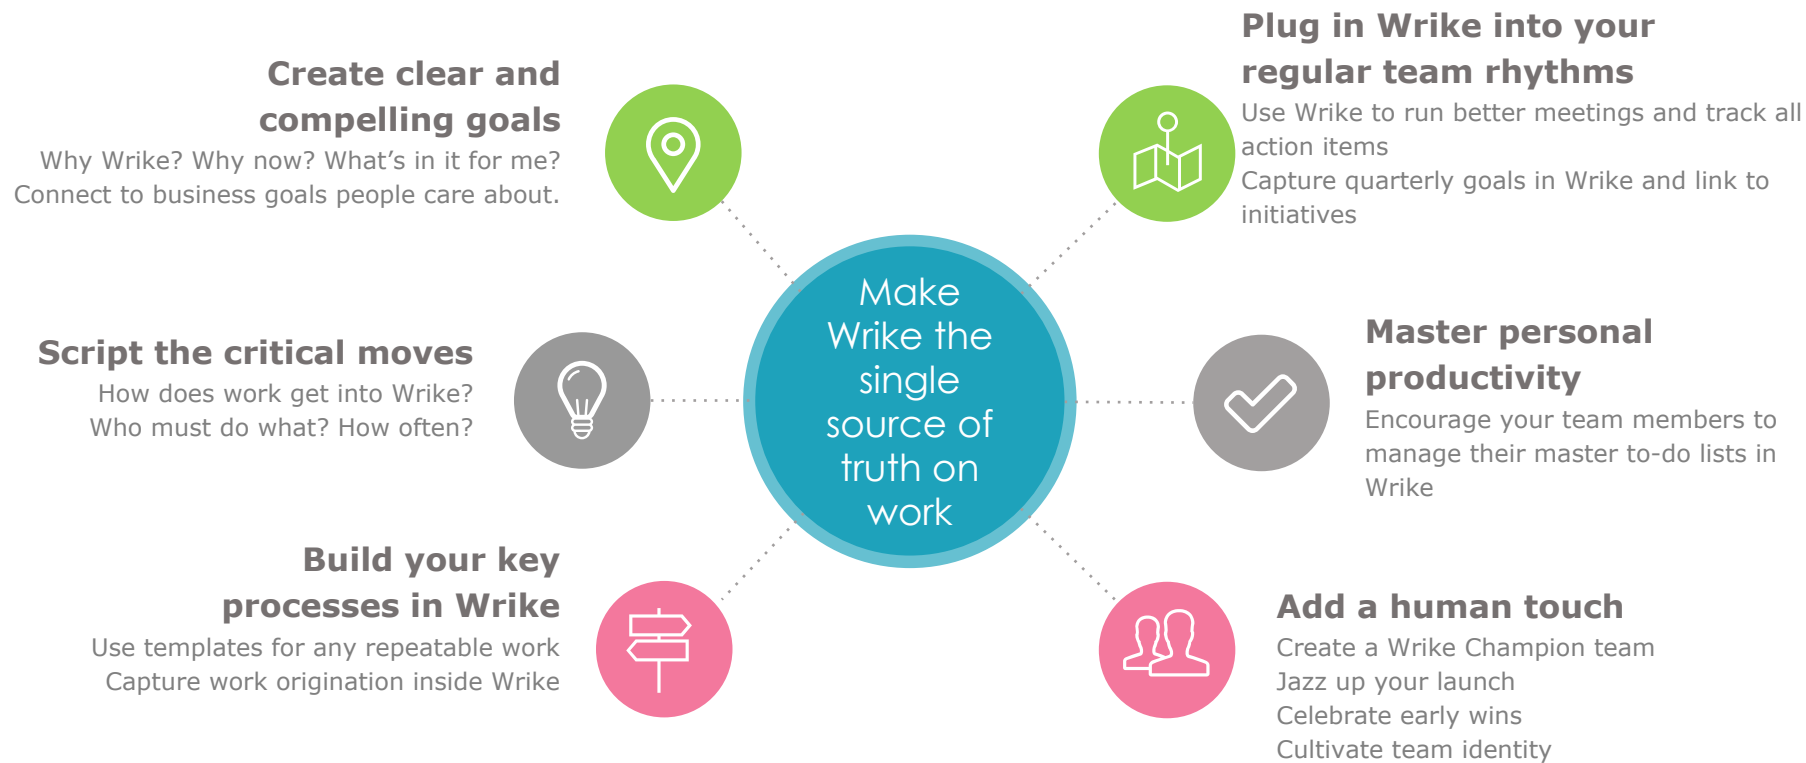 Create clear and
compelling goals
Why Wrike? Why now? What’s in it for me?
Connect to business goals people care about.
Script the critical moves
How does work get into Wrike?
Who must do what? How often?
Build your key
processes in Wrike
Use templates for any repeatable work
Capture work origination inside Wrike
Make
Wrike the
single
source of
truth on
work
Plug in Wrike into your
regular team rhythms
Use Wrike to run better meetings and track all
action items
Capture quarterly goals in Wrike and link to
initiatives
Master personal
productivity
Encourage your team members to
manage their master to-do lists in
Wrike
Add a human touch
Create a Wrike Champion team
Jazz up your launch
Celebrate early wins
Cultivate team identity